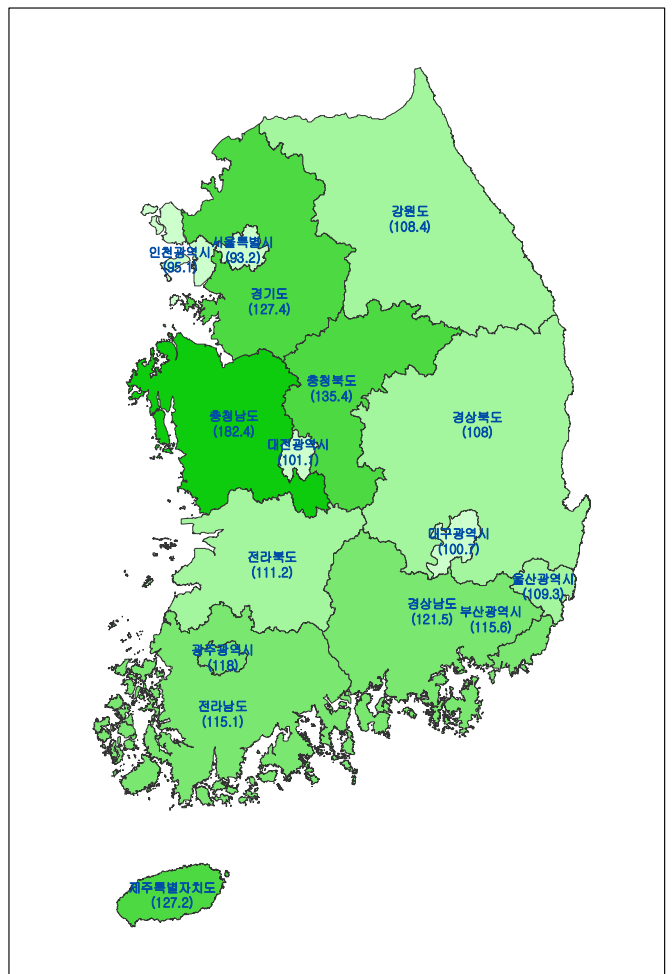 강원도
(108.4)
서울특별시
(93.2)
인천광역시
(95.1)
경기도
(127.4)
충청북도
(135.4)
충청남도
(182.4)
경상북도
(108)
대전광역시
(101.1)
대구광역시
(100.7)
전라북도
(111.2)
울산광역시
(109.3)
경상남도
(121.5)
부산광역시
(115.6)
광주광역시
(118)
전라남도
(115.1)
제주특별자치도
(127.2)